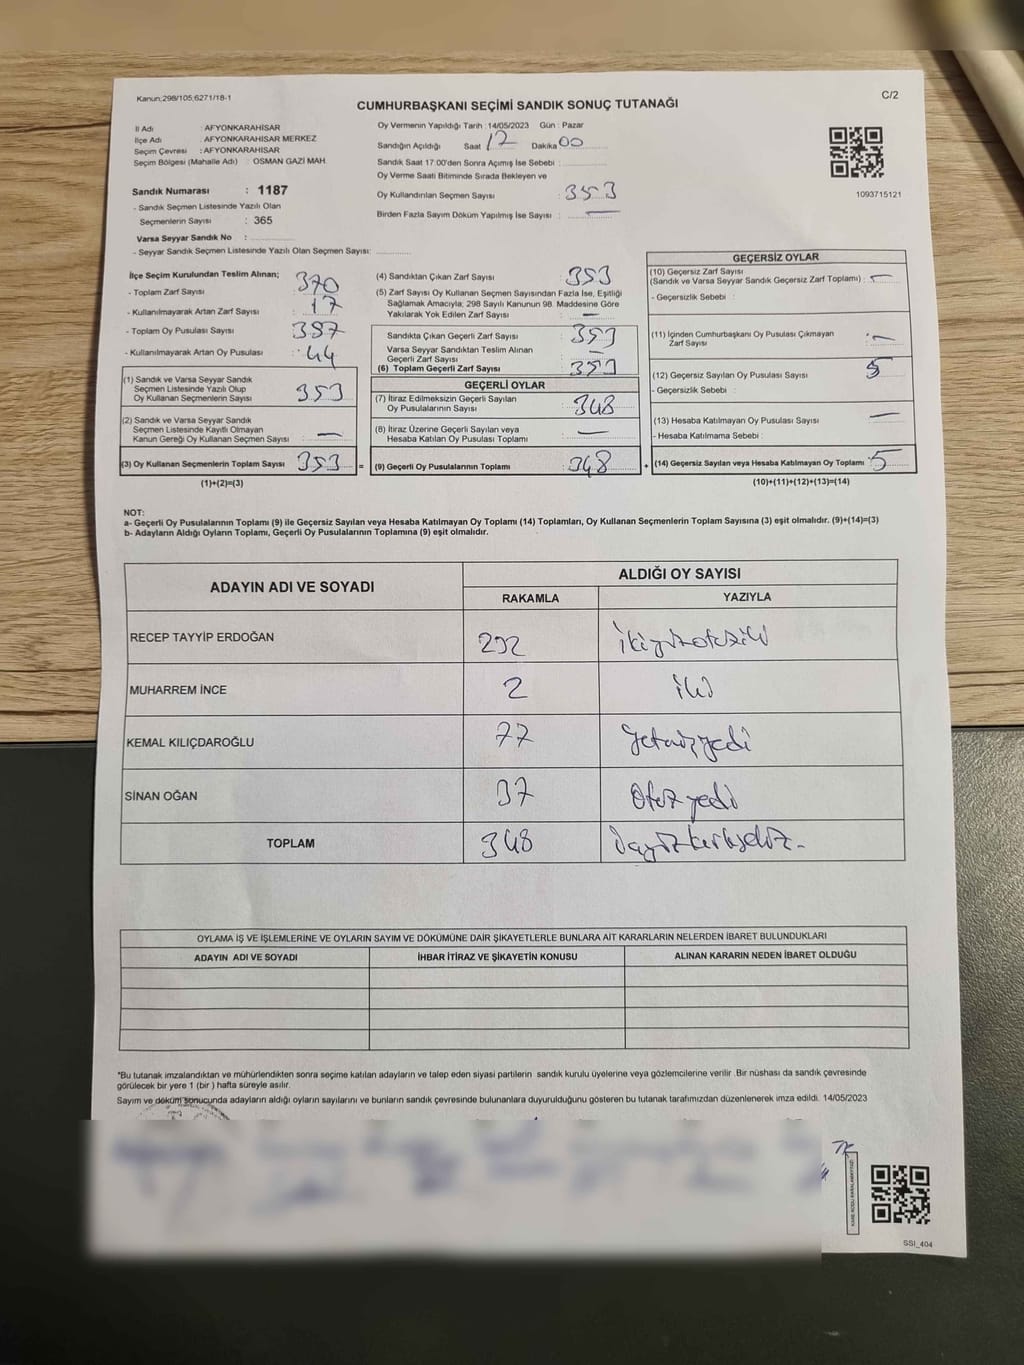 Kanun;298/105;6271/18-1
C/2
CUMHURBAŞKANI SEÇİMİ SANDIK SONUÇ TUTANAĞI
İl Adı : AFYONKARAHİSAR
İlçe Adı : AFYONKARAHİSAR MERKEZ
Seçim Çevresi : AFYONKARAHİSAR
Seçim Bölgesi (Mahalle Adı) : OSMAN GAZİ MAH.
Sandık Numarası : 1187
- Sandık Seçmen Listesinde Yazılı Olan
Seçmenlerin Sayısı : 365
Varsa Seyyar Sandık No :
- Seyyar Sandık Seçmen Listesinde Yazılı Olan Seçmen Sayısı:
Oy Vermenin Yapıldığı Tarih :14/05/2023 Gün : Pazar
Sandığın Açıldığı Saat 17 Dakika 00
Sandık Saat 17.00'den Sonra Açımış İse Sebebi :
Oy Verme Saati Bitiminde Sırada Bekleyen ve
Oy Kullandırılan Seçmen Sayısı : 353
Birden Fazla Sayım Döküm Yapılmış İse Sayısı : —
1093715121
İlçe Seçim Kurulundan Teslim Alınan;
- Toplam Zarf Sayısı : 370
- Kullanılmayarak Artan Zarf Sayısı : 17
- Toplam Oy Pusulası Sayısı : 397
- Kullanılmayarak Artan Oy Pusulası : 44
(1) Sandık ve Varsa Seyyar Sandık
Seçmen Listesinde Yazılı Olup
Oy Kullanan Seçmenlerin Sayısı : 353
(2) Sandık ve Varsa Seyyar Sandık
Seçmen Listesinde Kayıtlı Olmayan
Kanun Gereği Oy Kullanan Seçmen Sayısı : —
(3) Oy Kullanan Seçmenlerin Toplam Sayısı : 353 =
(1)+(2)=(3)
(4) Sandıktan Çıkan Zarf Sayısı : 353
(5) Zarf Sayısı Oy Kullanan Seçmen Sayısından Fazla İse, Eşitliği
Sağlamak Amacıyla; 298 Sayılı Kanunun 98. Maddesine Göre
Yakılarak Yok Edilen Zarf Sayısı : —
Sandıkta Çıkan Geçerli Zarf Sayısı : 353
Varsa Seyyar Sandıktan Teslim Alınan
Geçerli Zarf Sayısı : —
(6) Toplam Geçerli Zarf Sayısı : 353
GEÇERLİ OYLAR
(7) İtiraz Edilmeksizin Geçerli Sayılan
Oy Pusulalarının Sayısı : 348
(8) İtiraz Üzerine Geçerli Sayılan veya
Hesaba Katılan Oy Pusulası Toplamı : —
(9) Geçerli Oy Pusulalarının Toplamı : 348 +
GEÇERSİZ OYLAR
(10) Geçersiz Zarf Sayısı
(Sandık ve Varsa Seyyar Sandık Geçersiz Zarf Toplamı) : —
- Geçersizlik Sebebi :
(11) İçinden Cumhurbaşkanı Oy Pusulası Çıkmayan
Zarf Sayısı : —
(12) Geçersiz Sayılan Oy Pusulası Sayısı : 5
- Geçersizlik Sebebi :
(13) Hesaba Katılmayan Oy Pusulası Sayısı : —
- Hesaba Katılmama Sebebi :
(14) Geçersiz Sayılan veya Hesaba Katılmayan Oy Toplamı : 5
(10)+(11)+(12)+(13)=(14)
NOT:
a- Geçerli Oy Pusulalarının Toplamı (9) ile Geçersiz Sayılan veya Hesaba Katılmayan Oy Toplamı (14) Toplamları, Oy Kullanan Seçmenlerin Toplam Sayısına (3) eşit olmalıdır. (9)+(14)=(3)
b- Adayların Aldığı Oyların Toplamı, Geçerli Oy Pusulalarının Toplamına (9) eşit olmalıdır.
ADAYIN ADI VE SOYADI
ALDIĞI OY SAYISI
RAKAMLA YAZIYLA
RECEP TAYYİP ERDOĞAN 232 ikiyüzotuziki
MUHARREM İNCE 2 iki
KEMAL KILIÇDAROĞLU 77 Yetmişyedi
SİNAN OĞAN 37 Otuz yedi
TOPLAM 348 Üçyüzkırksekiz.
OYLAMA İŞ VE İŞLEMLERİNE VE OYLARIN SAYIM VE DÖKÜMÜNE DAİR ŞİKAYETLERLE BUNLARA AİT KARARLARIN NELERDEN İBARET BULUNDUKLARI
ADAYIN ADI VE SOYADI İHBAR İTİRAZ VE ŞİKAYETİN KONUSU ALINAN KARARIN NEDEN İBARET OLDUĞU
*Bu tutanak imzalandıktan ve mühürlendikten sonra seçime katılan adayların ve talep eden siyasi partilerin sandık kurulu üyelerine veya gözlemcilerine verilir .Bir nüshası da sandık çevresinde
görülecek bir yere 1 (bir ) hafta süreyle asılır.
Sayım ve döküm sonucunda adayların aldığı oyların sayılarını ve bunların sandık çevresinde bulunanlara duyurulduğunu gösteren bu tutanak tarafımızdan düzenlenerek imza edildi. 14/05/2023
SSI_404